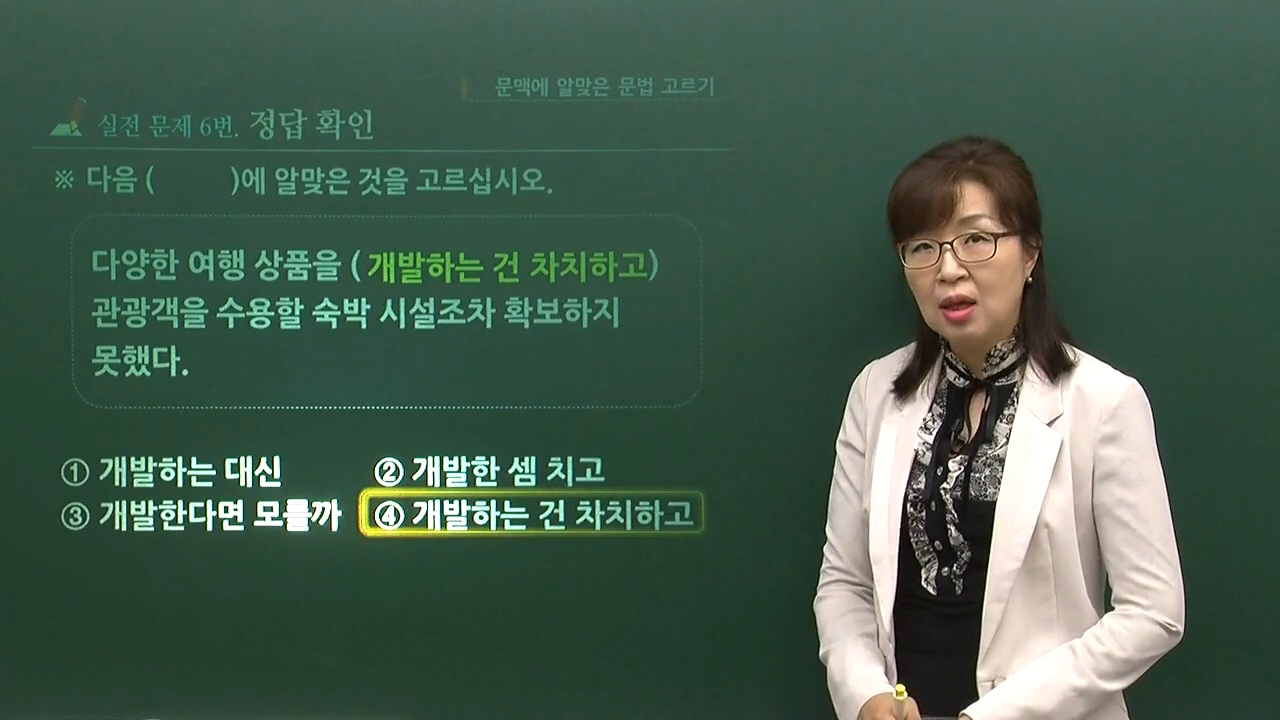 문맥에 알맞은 문법 고르기
실전 문제 6번. 정답 확인
※ 다음 (          )에 알맞은 것을 고르십시오.
다양한 여행 상품을 ( 개발하는 건 차치하고)
관광객을 수용할 숙박 시설조차 확보하지
못했다.
① 개발하는 대신 ② 개발한 셈 치고
③ 개발한다면 모를까 ④ 개발하는 건 차치하고